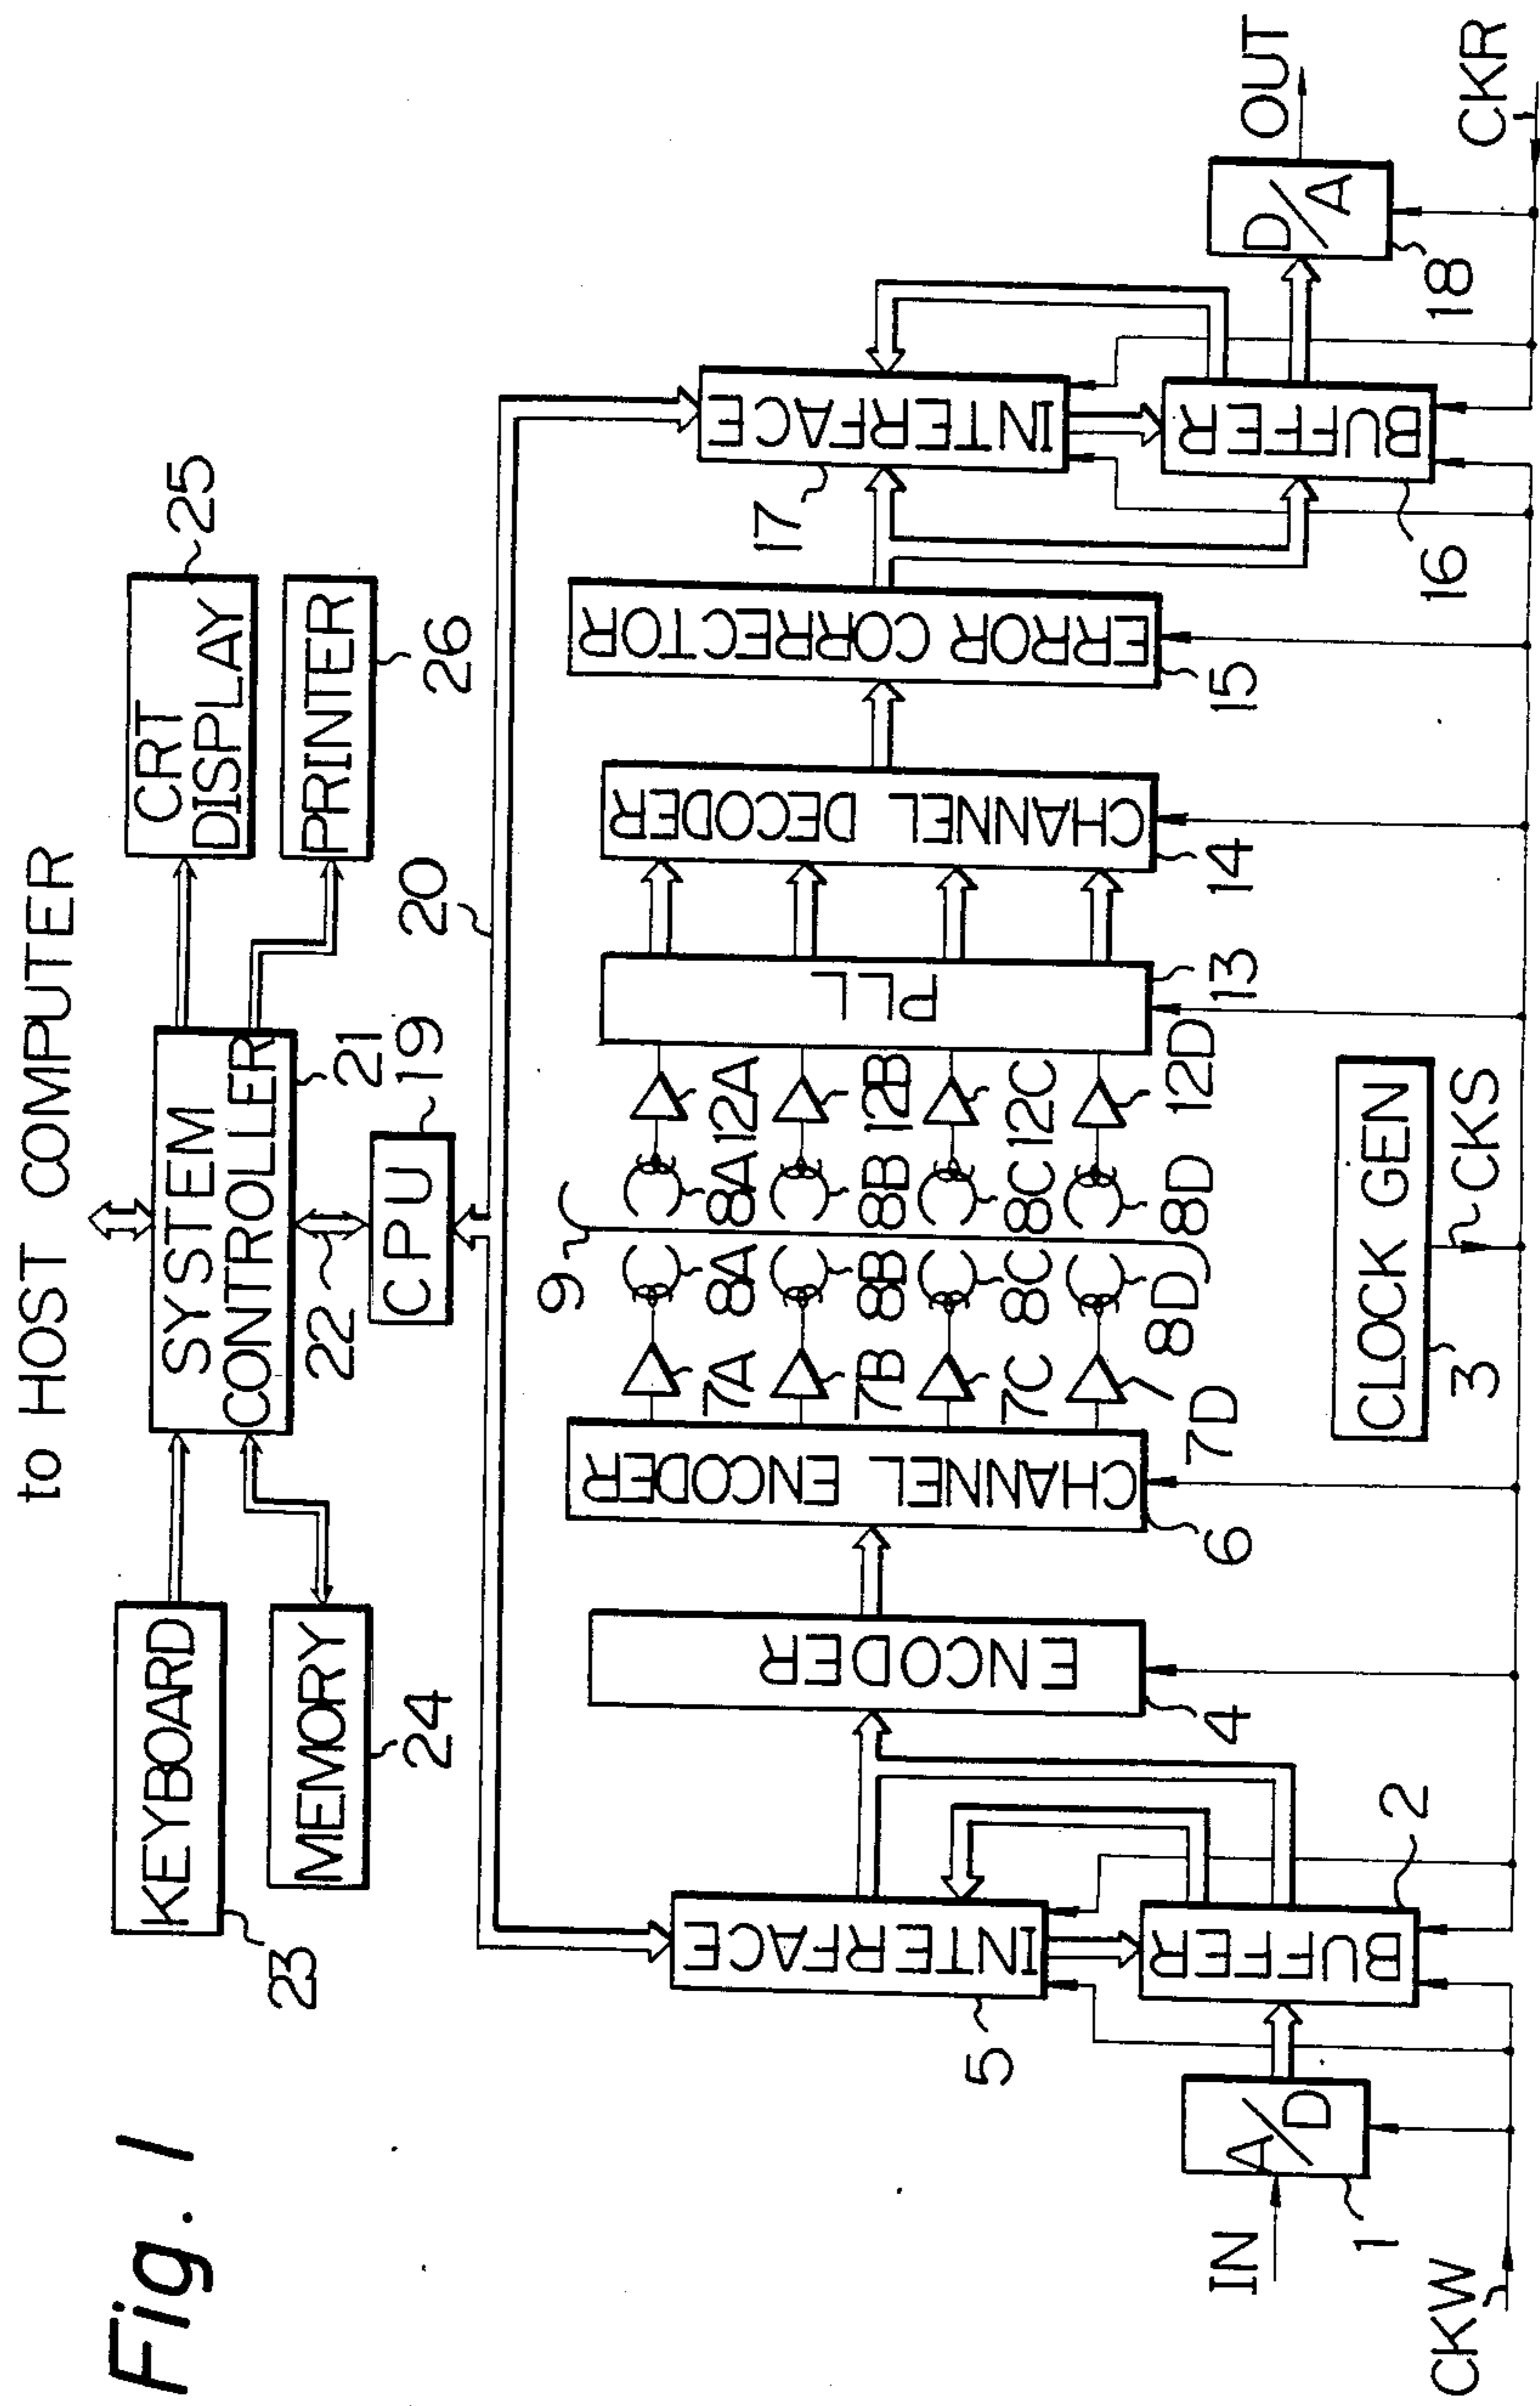 Fig. 1
to HOST COMPUTER
KEYBOARD
23
MEMORY
24
SYSTEM
CONTROLLER
21
22
CPU
19
CRT
DISPLAY
25
PRINTER
26
20
9
INTERFACE
5
BUFFER
2
ENCODER
4
CHANNEL ENCODER
6
7A
7B
7C
7D
8A
8B
8C
8D
8A
8B
8C
8D
12A
12B
12C
12D
PLL
13
CHANNEL DECODER
14
ERROR CORRECTOR
15
INTERFACE
17
BUFFER
16
D/A
18
OUT
IN
A/D
1
CLOCK GEN
3
CKS
CKW
CKR